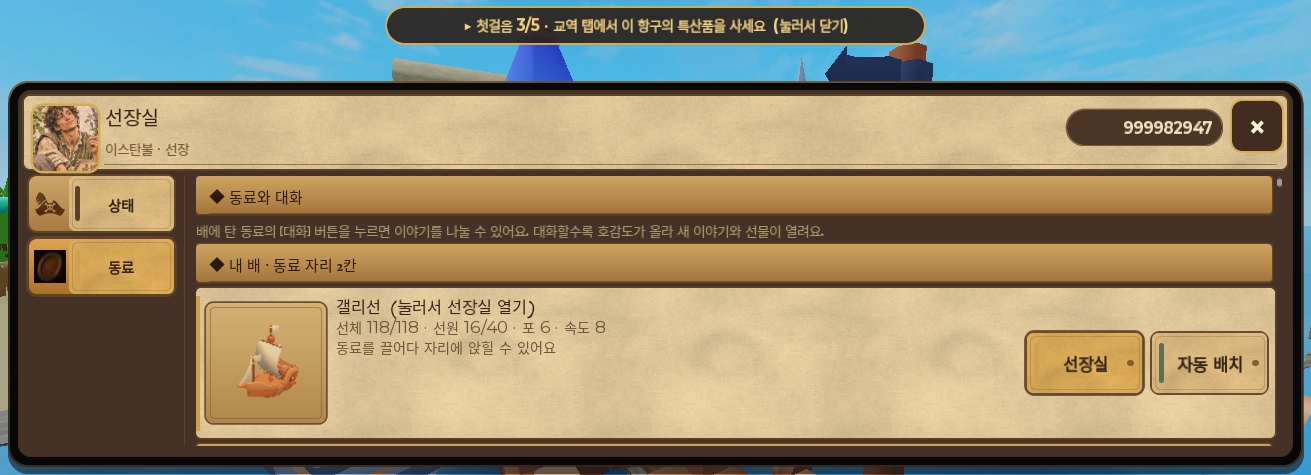 ▸ 첫걸음 3/5 · 교역 탭에서 이 항구의 특산품을 사세요 (눌러서 닫기)
선장실
이스탄불 · 선장
999982947
×
상태
동료
◆ 동료와 대화
배에 탄 동료의 [대화] 버튼을 누르면 이야기를 나눌 수 있어요. 대화할수록 호감도가 올라 새 이야기와 선물이 열려요.
◆ 내 배 · 동료 자리 2칸
갤리선 (눌러서 선장실 열기)
선체 118/118 · 선원 16/40 · 포 6 · 속도 8
동료를 끌어다 자리에 앉힐 수 있어요
선장실
자동 배치